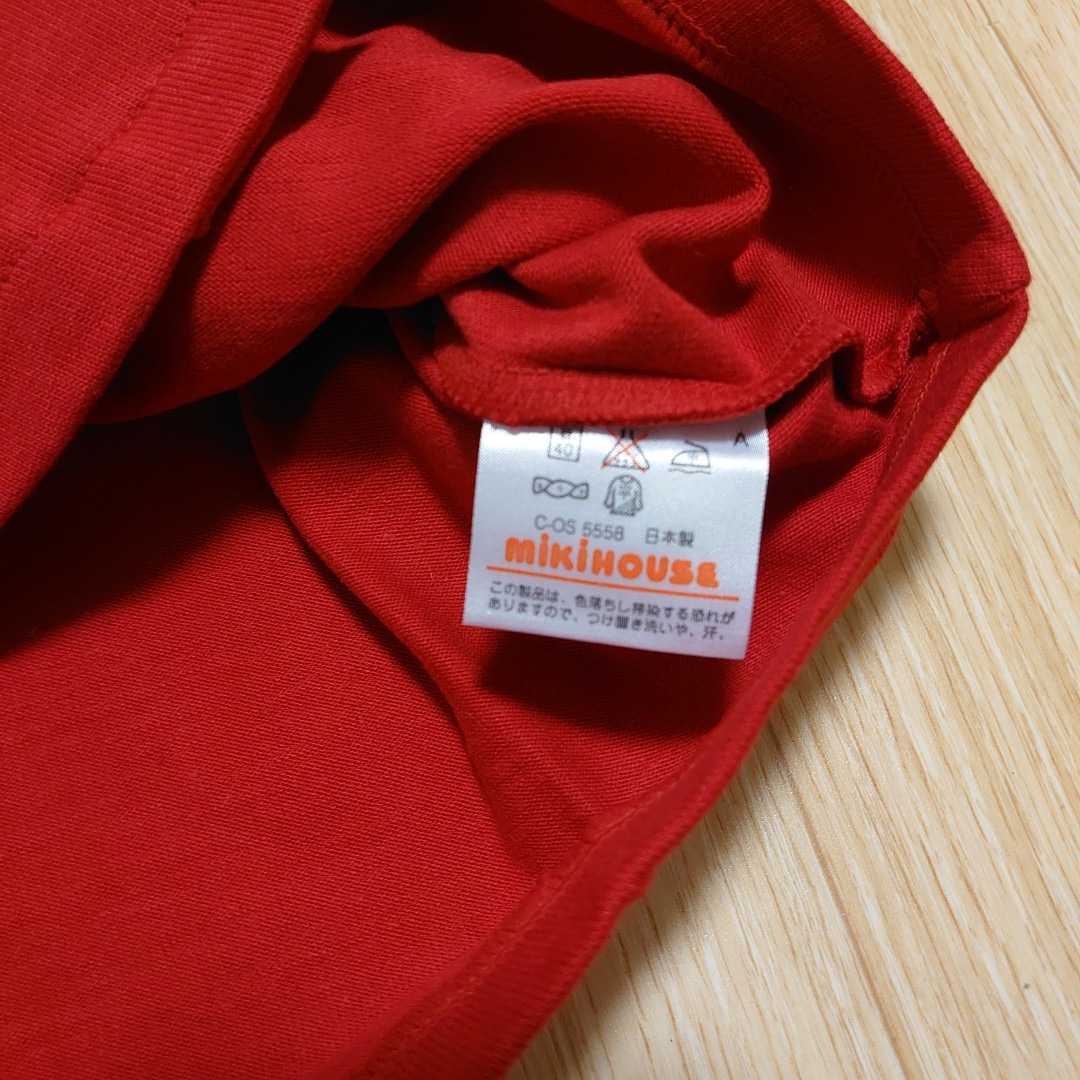 40
A
C-OS 5558 日本製
mikiHOUSE
この製品は、色落ちし移染する恐れが
ありますので、つけ置き洗いや、汗、